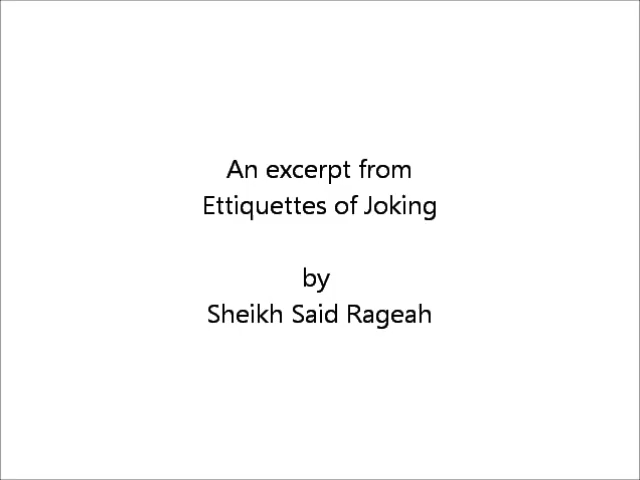 An excerpt from
Ettiquettes of Joking
by
Sheikh Said Rageah